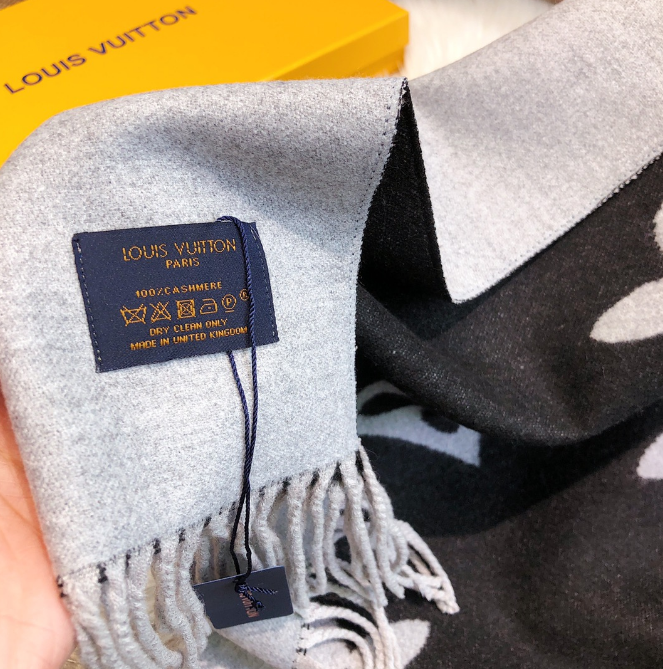 LOUIS VUITTON
LOUIS VUITTON
PARIS
100% CASHMERE
DRY CLEAN ONLY
MADE IN UNITED KINGDOM